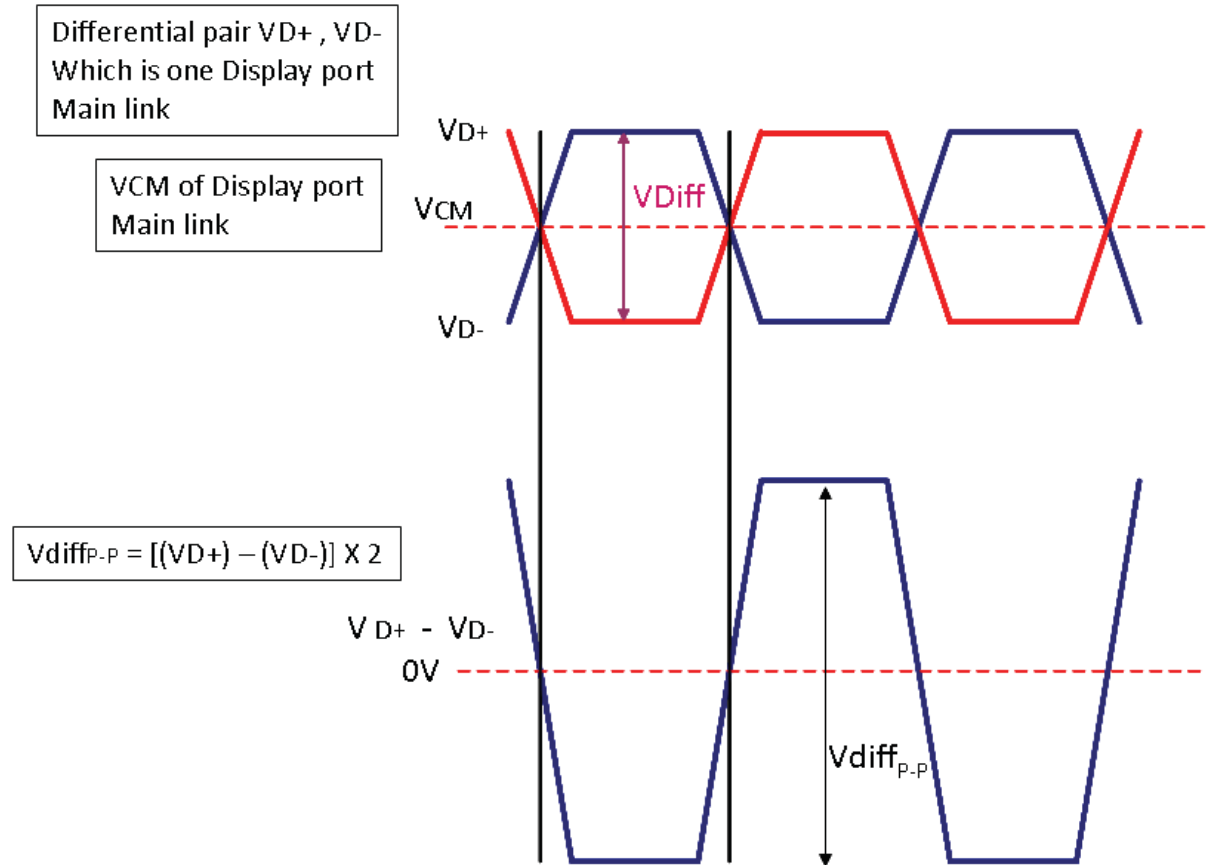 Differential pair VD+ , VD-
Which is one Display port
Main link
VCM of Display port
Main link
VD+
VDiff
VCM
VD-
VdiffP-P = [(VD+) – (VD-)] X 2
V D+ - VD-
0V
VdiffP-P